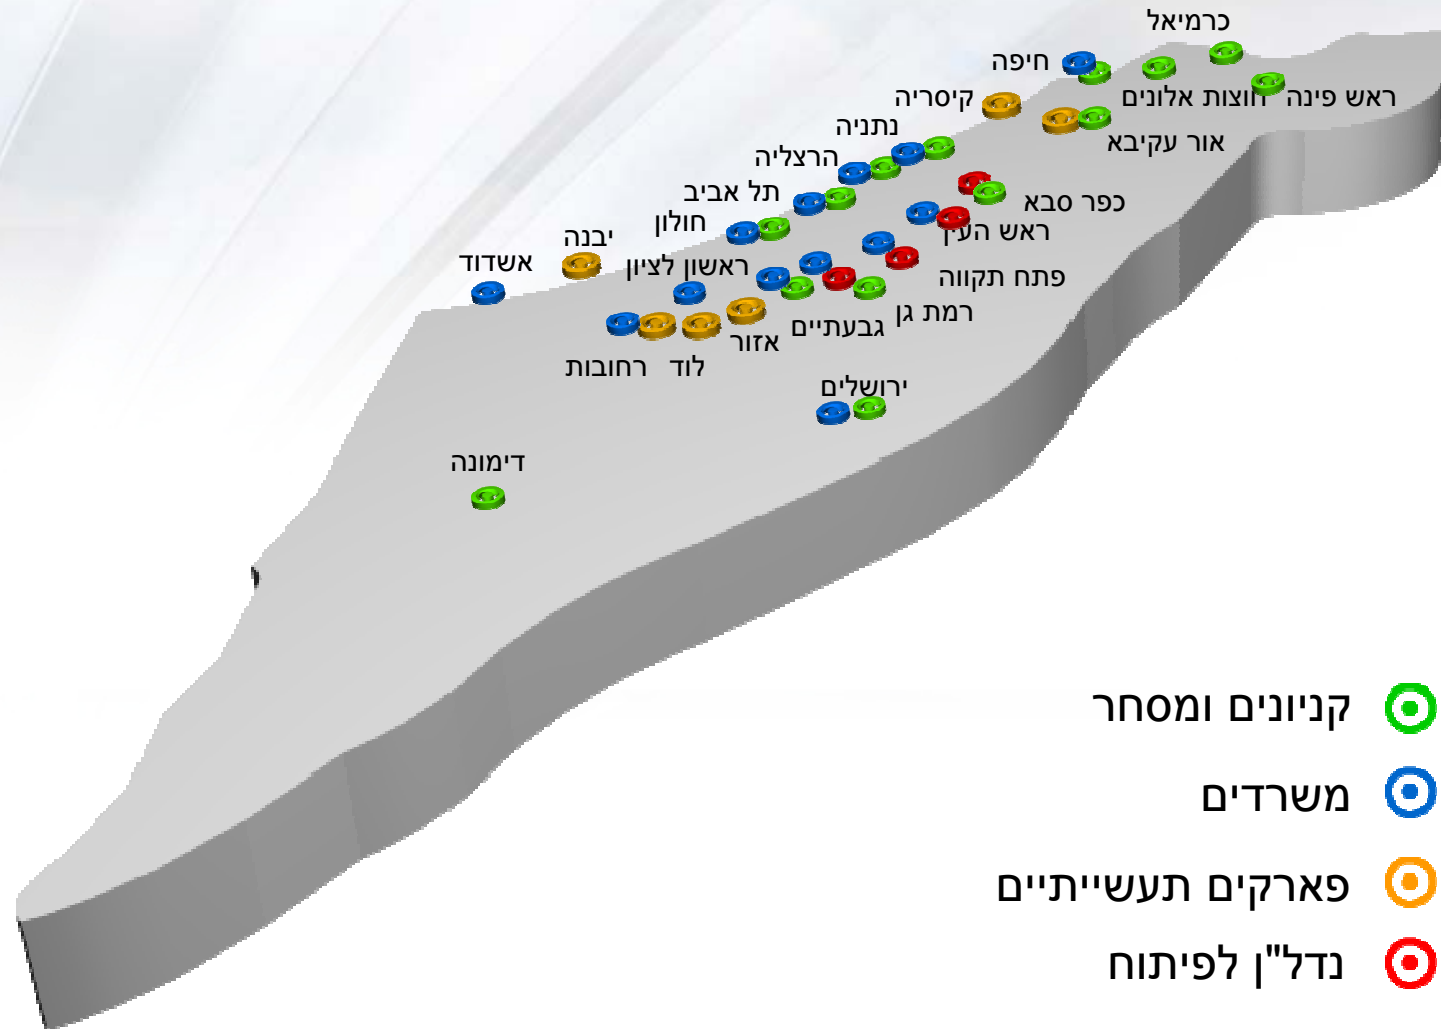 כרמיאל
חיפה
קיסריה
חוצות אלונים
ראש פינה
נתניה
אור עקיבא
הרצליה
תל אביב
כפר סבא
חולון
ראש העין
יבנה
אשדוד
ראשון לציון
פתח תקווה
רמת גן
גבעתיים
אזור
לוד
רחובות
ירושלים
דימונה
קניונים ומסחר
משרדים
פארקים תעשייתיים
נדל"ן לפיתוח